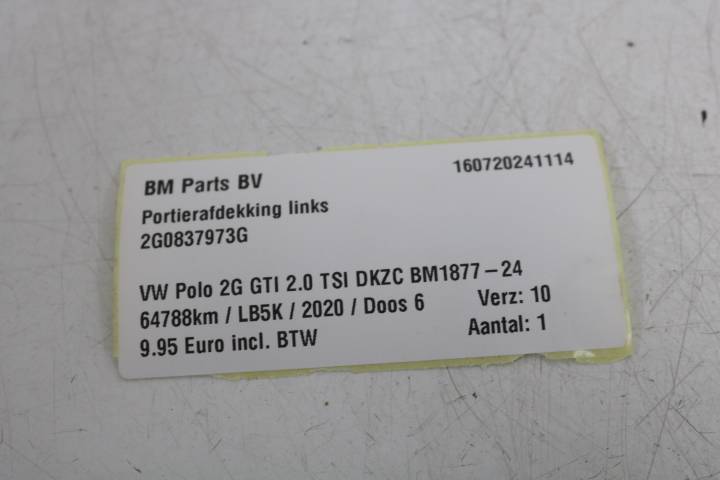 BM Parts BV 160720241114
Portierafdekking links
2G0837973G
VW Polo 2G GTI 2.0 TSI DKZC BM1877-24
64788km / LB5K / 2020 / Doos 6 Verz: 10
9.95 Euro incl. BTW Aantal: 1